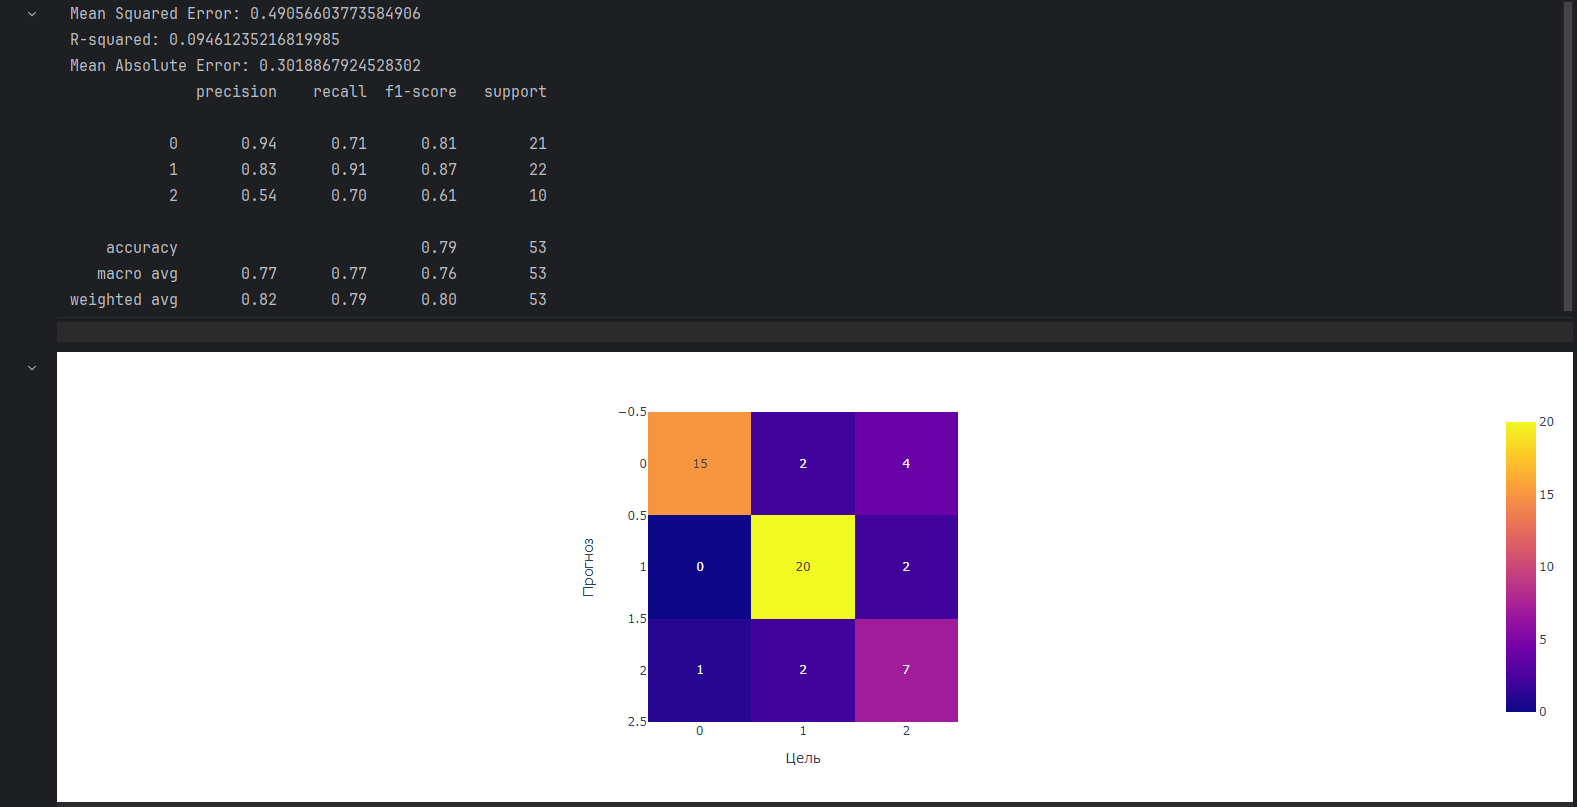 Mean Squared Error: 0.49056603773584906
R-squared: 0.09461235216819985
Mean Absolute Error: 0.3018867924528302
precision recall f1-score support
0 0.94 0.71 0.81 21
1 0.83 0.91 0.87 22
2 0.54 0.70 0.61 10
accuracy 0.79 53
macro avg 0.77 0.77 0.76 53
weighted avg 0.82 0.79 0.80 53
−0.5
0 15 2 4
0.5
1 0 20 2
1.5
2 1 2 7
2.5
0 1 2
Прогноз
Цель
20
15
10
5
0